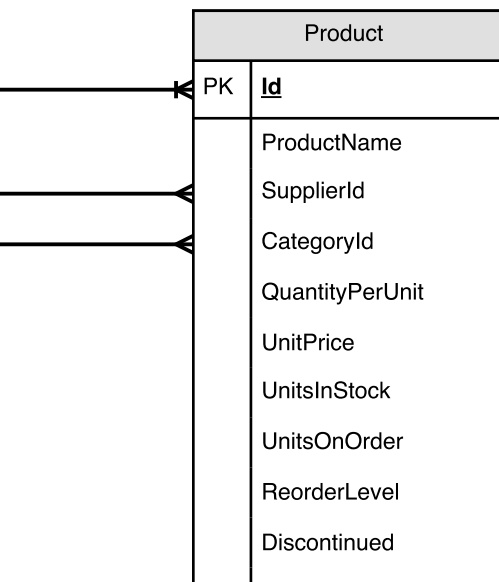 Product
PK Id
ProductName
SupplierId
CategoryId
QuantityPerUnit
UnitPrice
UnitsInStock
UnitsOnOrder
ReorderLevel
Discontinued